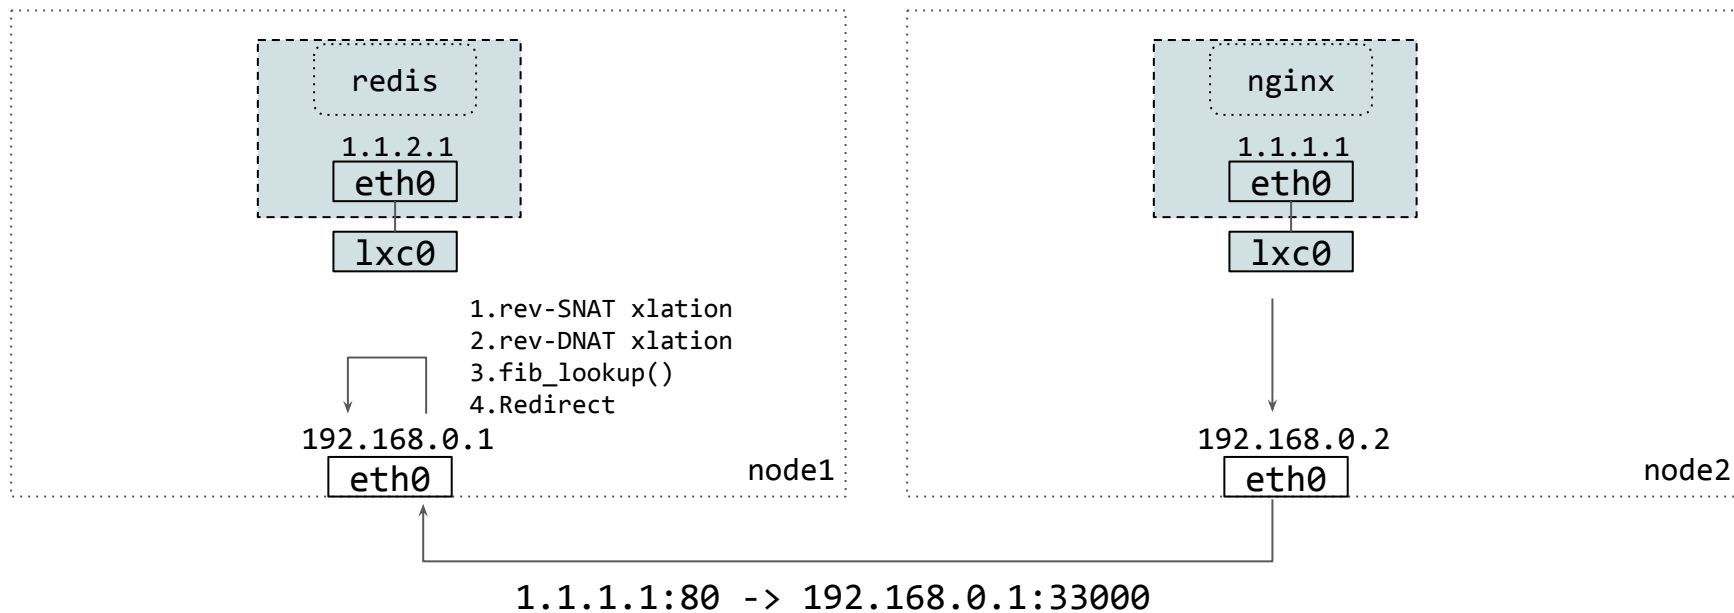 redis
1.1.2.1
eth0
lxc0
1.rev-SNAT xlation
2.rev-DNAT xlation
3.fib_lookup()
4.Redirect
192.168.0.1
eth0
node1
nginx
1.1.1.1
eth0
lxc0
192.168.0.2
eth0
node2
1.1.1.1:80 -> 192.168.0.1:33000